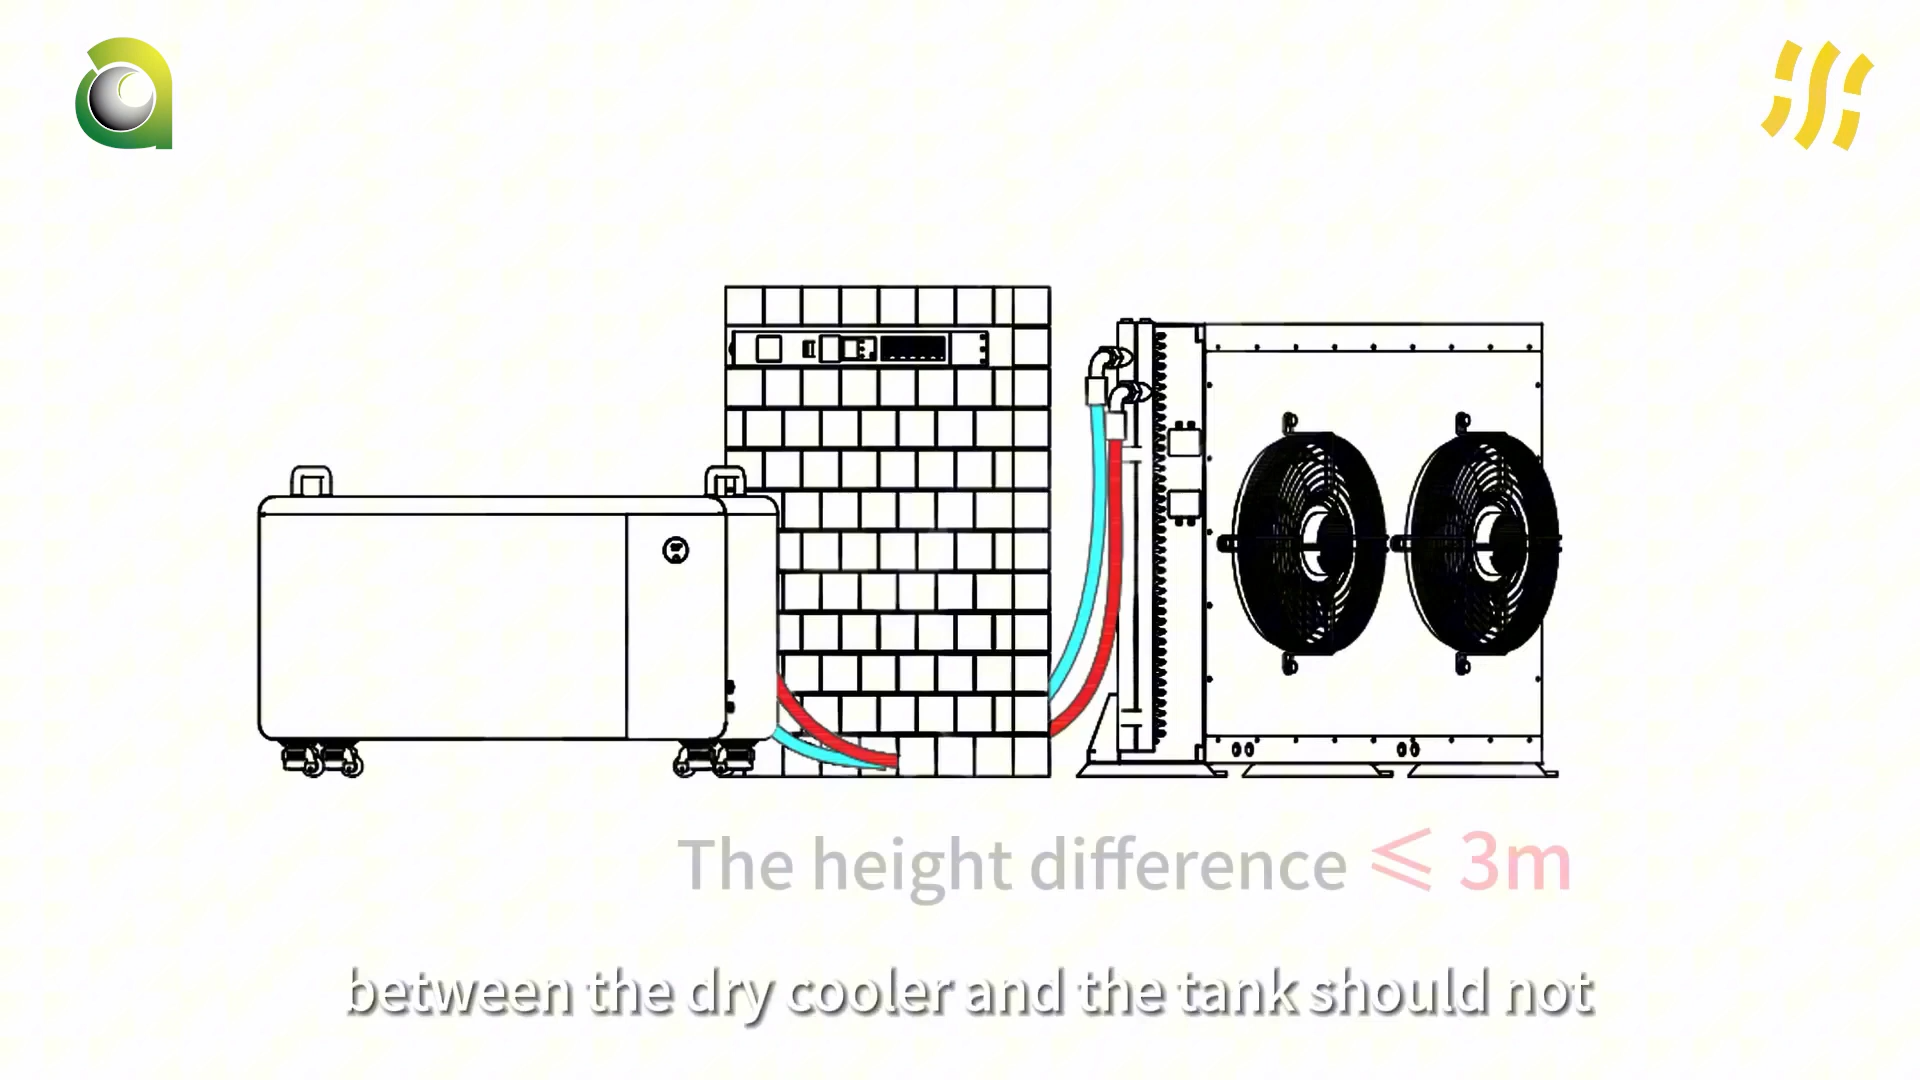 The height difference ⩽ 3m
between the dry cooler and the tank should not